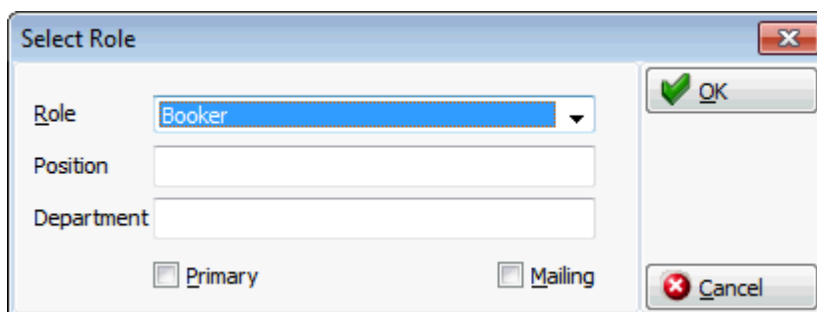 Select Role
Role Booker
OK
Position
Department
Primary Mailing
Cancel